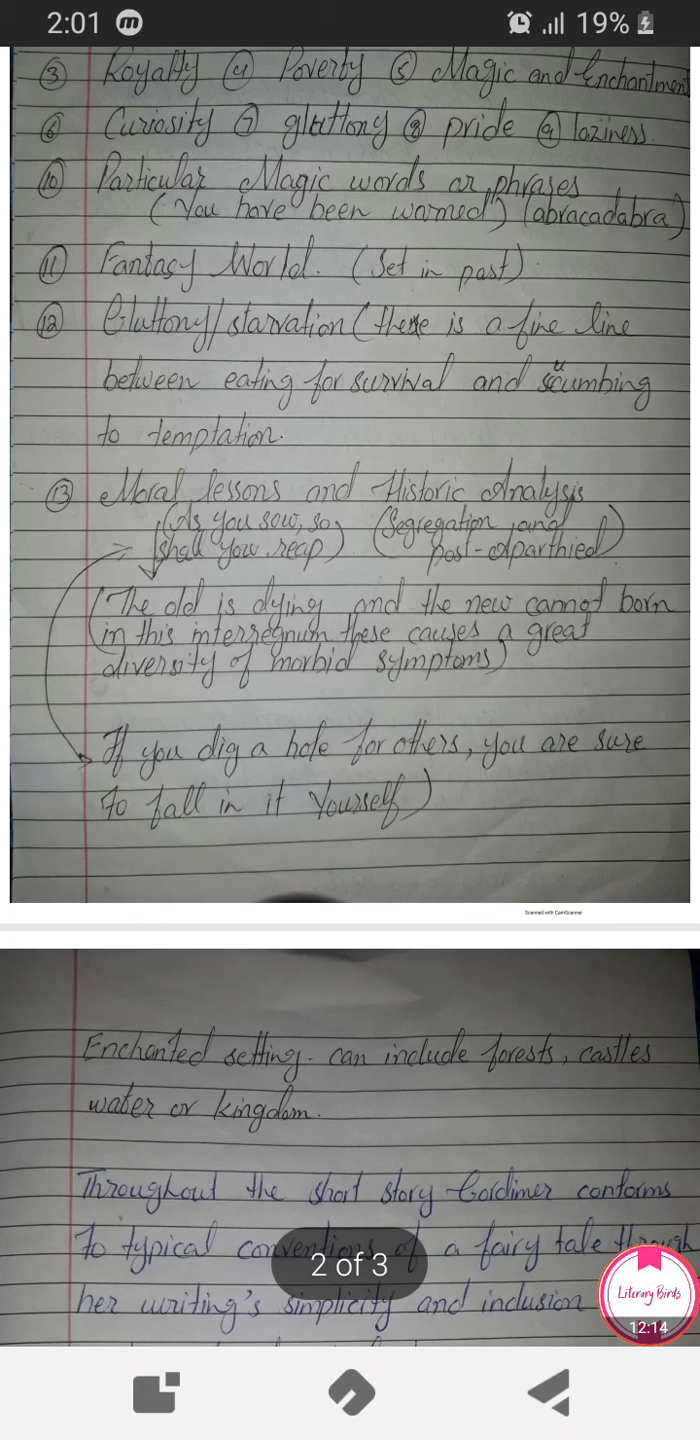 2:01
19%
③ Royalty ④ Poverty ⑤ Magic and Enchantment
⑥ Curiosity ⑦ gluttony ⑧ pride ⑨ laziness
⑩ Particular Magic words or phrases
(You have been warned") (abracadabra)
⑪ Fantasy World. (Set in past)
⑫ Gluttony/starvation (there is a fine line
between eating for survival and sucumbing
to temptation.
⑬ Moral lessons and Historic Analysis
(As you sow, so (Segregation and
shall you reap) post-Aparthied)
(The old is dying and the new cannot born
in this interregnum these causes a great
diversity of morbid symptoms)
If you dig a hole for others, you are sure
to fall in it yourself)
Scanned with CamScanner
Enchanted setting - can include forests, castles
water or kingdom.
Throughout the short story Gordimer conforms
to typical conventions of a fairy tale through
her writing's simplicity and inclusion
2 of 3
Literary Birds
12:14